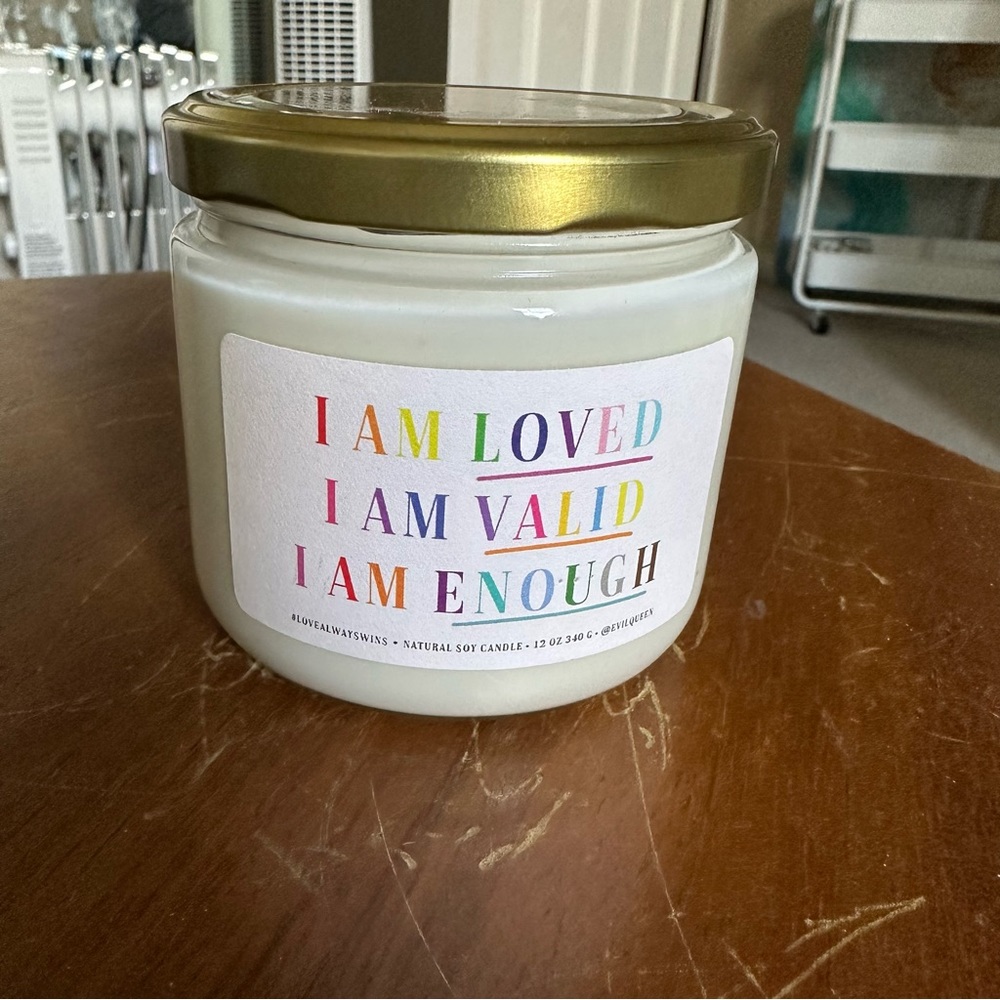 I AM LOVED
I AM VALID
I AM ENOUGH
#LOVEALWAYSWINS • NATURAL SOY CANDLE • 12 OZ 340 G • @EVILQUEEN